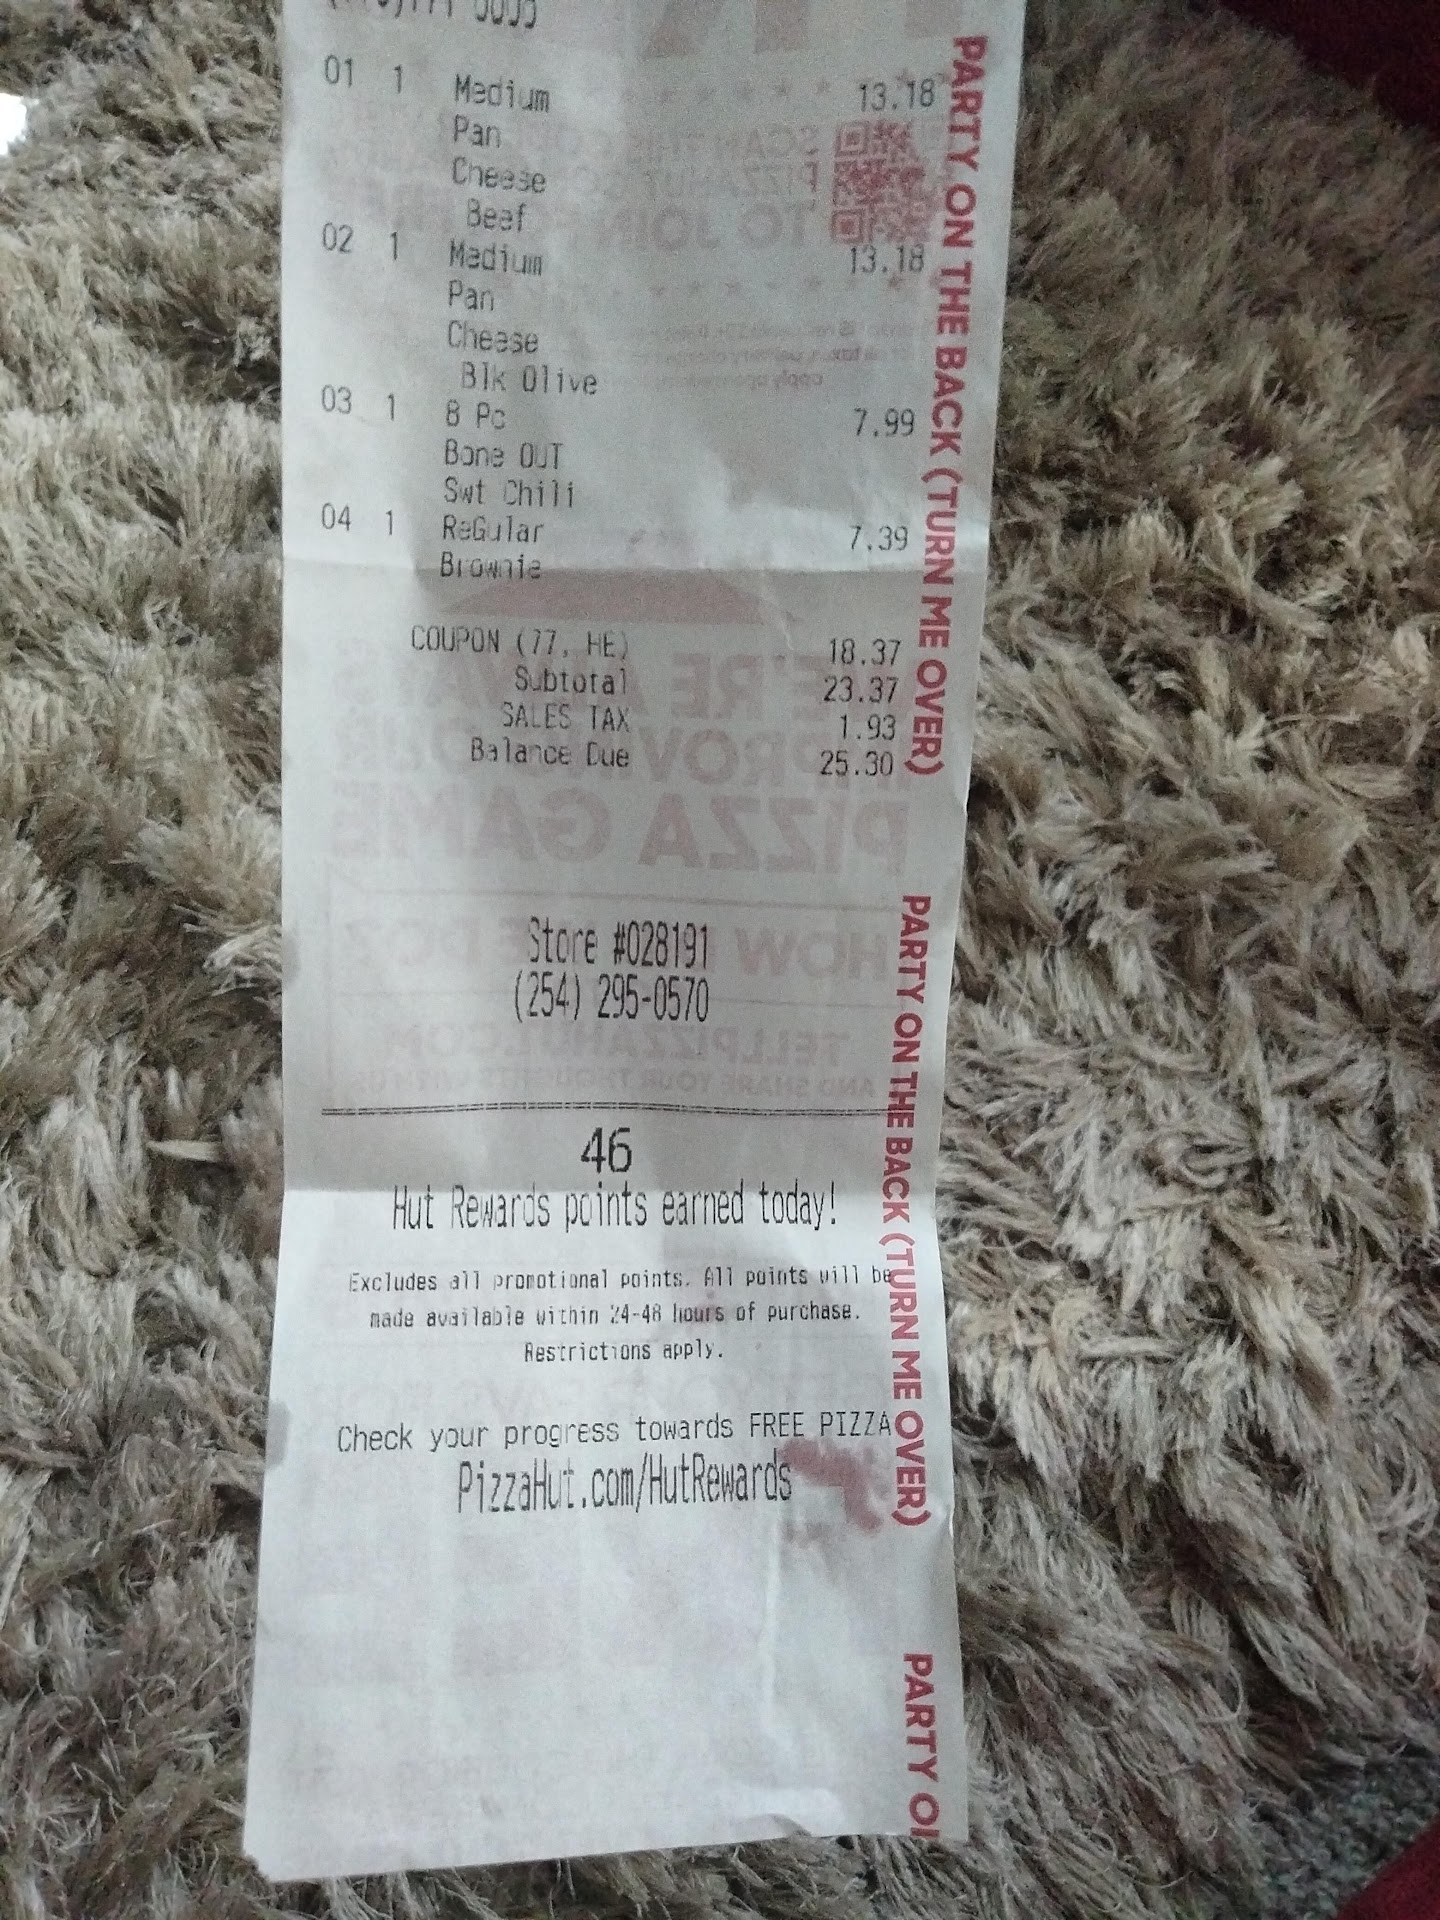 01 1 Medium 13.18
Pan
Cheese
Beef
02 1 Medium 13.18
Pan
Cheese
Blk Olive
03 1 8 Pc 7.99
Bone OUT
Swt Chili
04 1 ReGular 7.39
Brownie
COUPON (77, HE) 18.37
Subtotal 23.37
SALES TAX 1.93
Balance Due 25.30
Store #028191
(254) 295-0570
46
Hut Rewards points earned today!
Excludes all promotional points. All points will be
made available within 24-48 hours of purchase.
Restrictions apply.
Check your progress towards FREE PIZZA
PizzaHut.com/HutRewards
PARTY ON THE BACK (TURN ME OVER)
PARTY ON THE BACK (TURN ME OVER)
PARTY